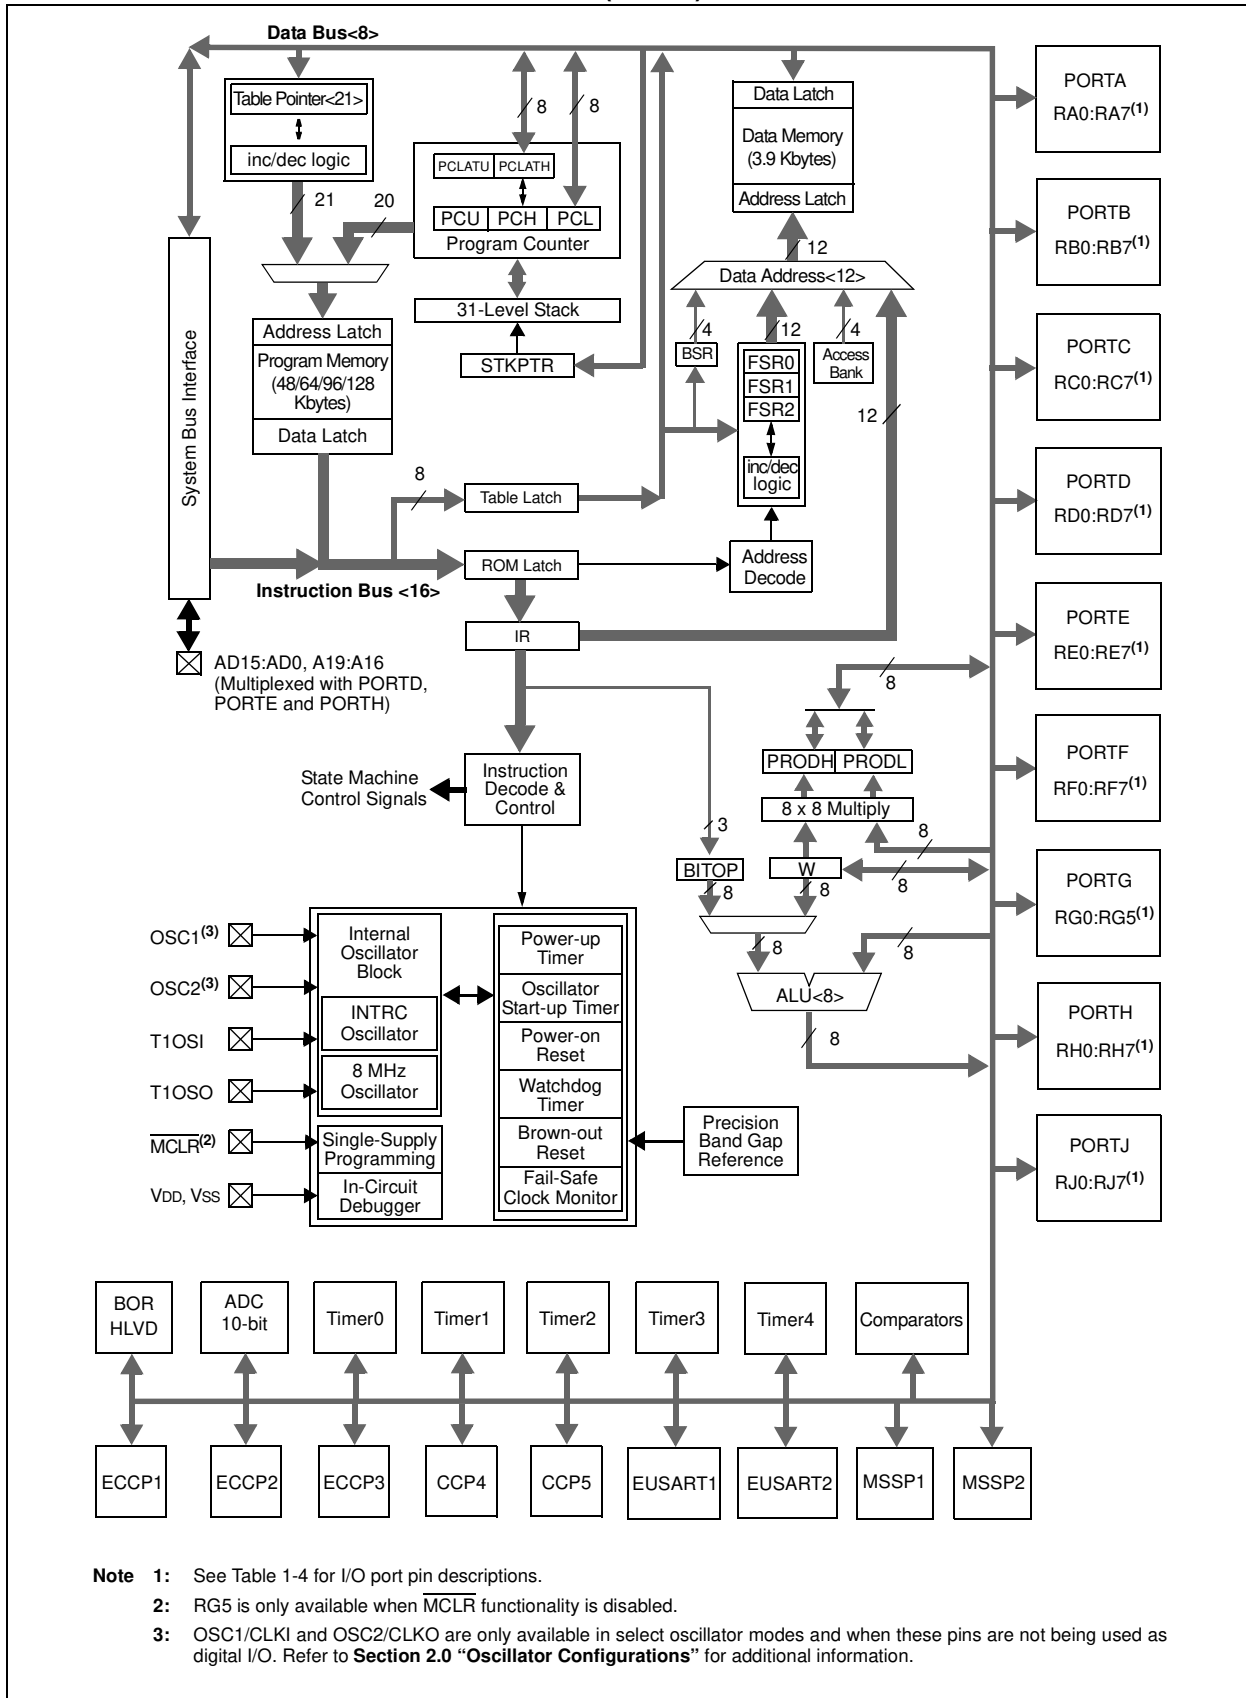 Data Bus<8>
Table Pointer<21>
inc/dec logic
21
20
8
8
PCLATU PCLATH
PCU PCH PCL
Program Counter
31-Level Stack
STKPTR
System Bus Interface
Address Latch
Program Memory
(48/64/96/128
Kbytes)
Data Latch
8
Table Latch
ROM Latch
Instruction Bus <16>
IR
AD15:AD0, A19:A16
(Multiplexed with PORTD,
PORTE and PORTH)
Data Latch
Data Memory
(3.9 Kbytes)
Address Latch
12
Data Address<12>
4
12
4
BSR
FSR0
FSR1
FSR2
Access
Bank
12
inc/dec
logic
Address
Decode
State Machine
Control Signals
Instruction
Decode &
Control
8
PRODH PRODL
8 x 8 Multiply
3
8
BITOP
W
8
8
8
8
8
ALU<8>
8
PORTA
RA0:RA7(1)
PORTB
RB0:RB7(1)
PORTC
RC0:RC7(1)
PORTD
RD0:RD7(1)
PORTE
RE0:RE7(1)
PORTF
RF0:RF7(1)
PORTG
RG0:RG5(1)
PORTH
RH0:RH7(1)
PORTJ
RJ0:RJ7(1)
OSC1(3)
OSC2(3)
T1OSI
T1OSO
MCLR(2)
VDD, VSS
Internal
Oscillator
Block
INTRC
Oscillator
8 MHz
Oscillator
Single-Supply
Programming
In-Circuit
Debugger
Power-up
Timer
Oscillator
Start-up Timer
Power-on
Reset
Watchdog
Timer
Brown-out
Reset
Fail-Safe
Clock Monitor
Precision
Band Gap
Reference
BOR
HLVD
ADC
10-bit
Timer0
Timer1
Timer2
Timer3
Timer4
Comparators
ECCP1
ECCP2
ECCP3
CCP4
CCP5
EUSART1
EUSART2
MSSP1
MSSP2
Note 1: See Table 1-4 for I/O port pin descriptions.
2: RG5 is only available when MCLR functionality is disabled.
3: OSC1/CLKI and OSC2/CLKO are only available in select oscillator modes and when these pins are not being used as
digital I/O. Refer to Section 2.0 “Oscillator Configurations” for additional information.